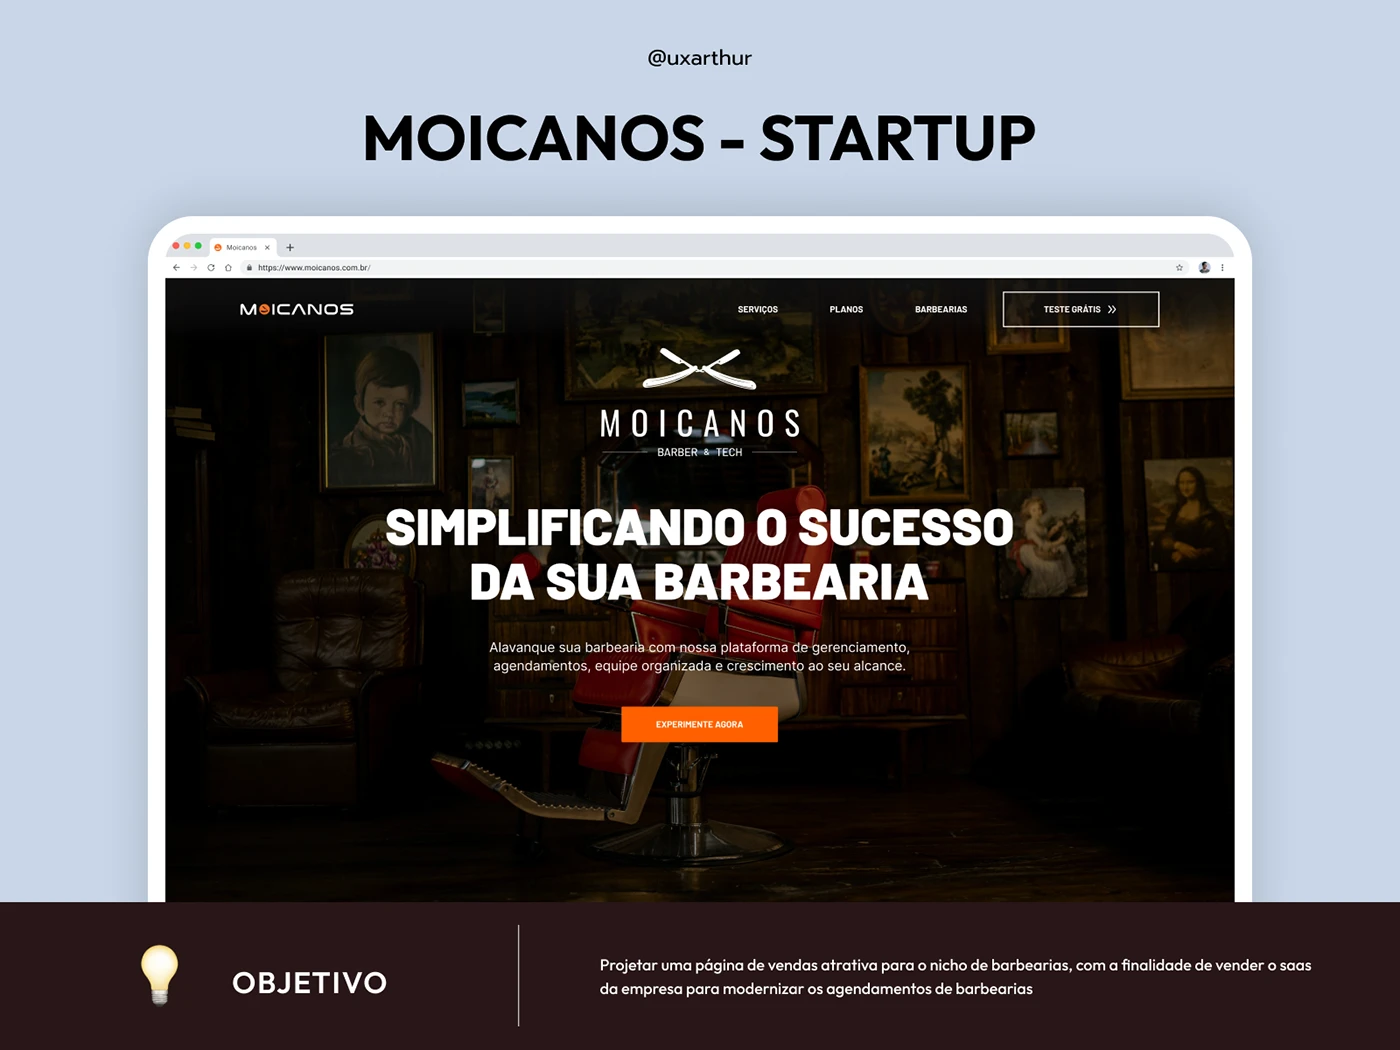 @uxarthur
MOICANOS - STARTUP
Moicanos
https://www.moicanos.com.br/
MOICANOS
SERVIÇOS
PLANOS
BARBEARIAS
TESTE GRÁTIS
MOICANOS
BARBER & TECH
SIMPLIFICANDO O SUCESSO
DA SUA BARBEARIA
Alavanque sua barbearia com nossa plataforma de gerenciamento,
agendamentos, equipe organizada e crescimento ao seu alcance.
EXPERIMENTE AGORA
OBJETIVO
Projetar uma página de vendas atrativa para o nicho de barbearias, com a finalidade de vender o saas
da empresa para modernizar os agendamentos de barbearias